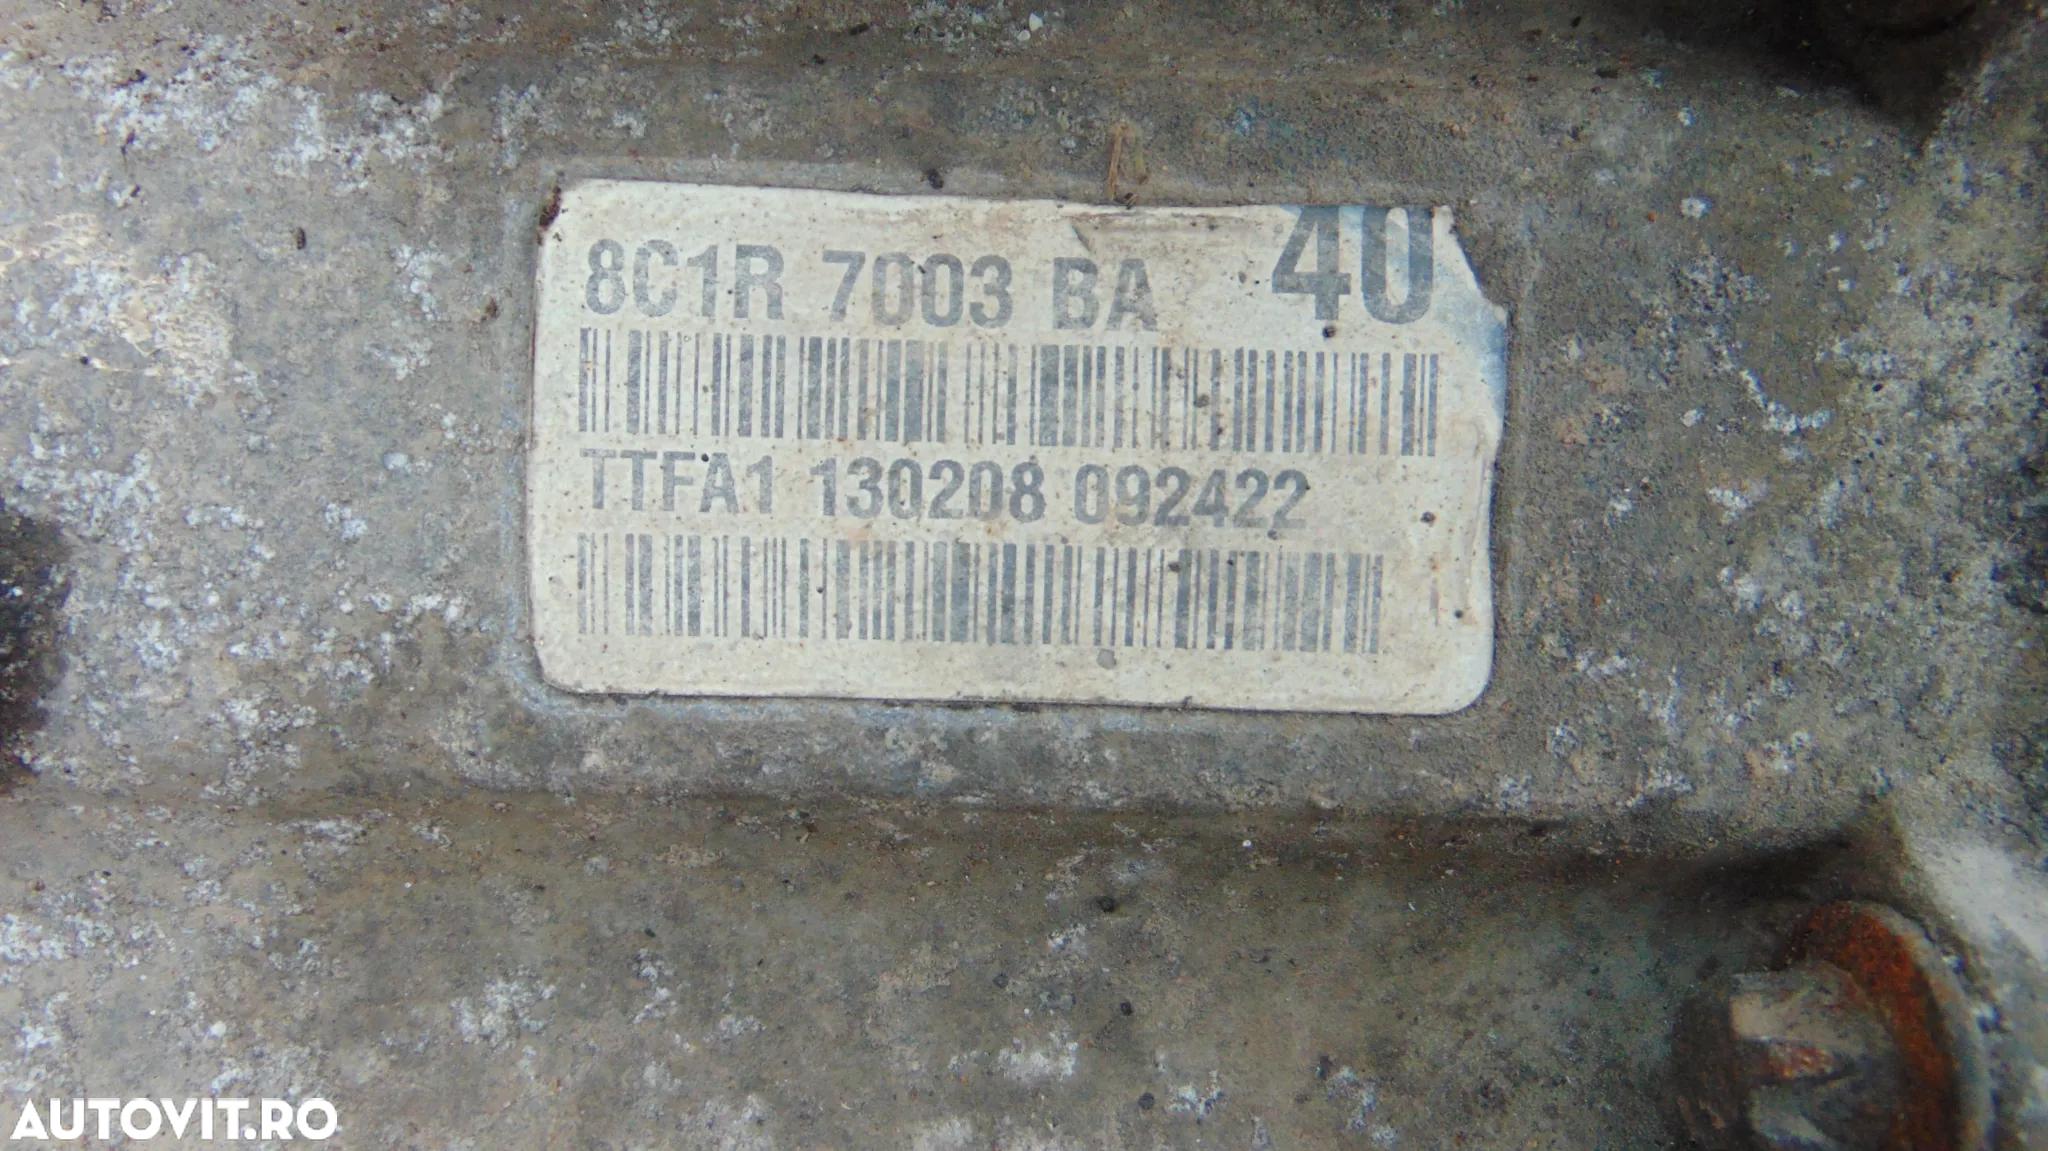 8C1R 7003 BA 40
TTFA1 130208 092422
AUTOVIT.RO